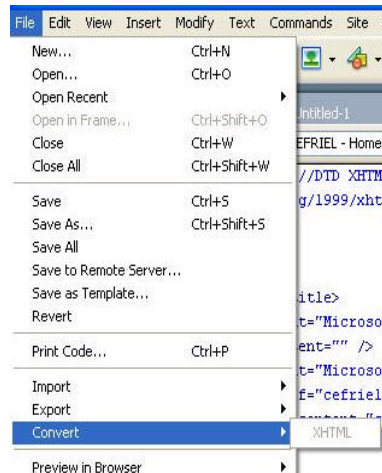 File Edit View Insert Modify Text Commands Site
New... Ctrl+N
Open... Ctrl+O
Open Recent
Untitled-1
Open in Frame... Ctrl+Shift+O
Close Ctrl+W
EFRIEL - Home
Close All Ctrl+Shift+W
//DTD XHTM
Save Ctrl+S
g/1999/xht
Save As... Ctrl+Shift+S
Save All
Save to Remote Server...
Save as Template...
itle>
Revert
t="Microso
Print Code... Ctrl+P
ent="" />
t="Microso
Import
f="cefriel
Export
Convert
XHTML
Preview in Browser